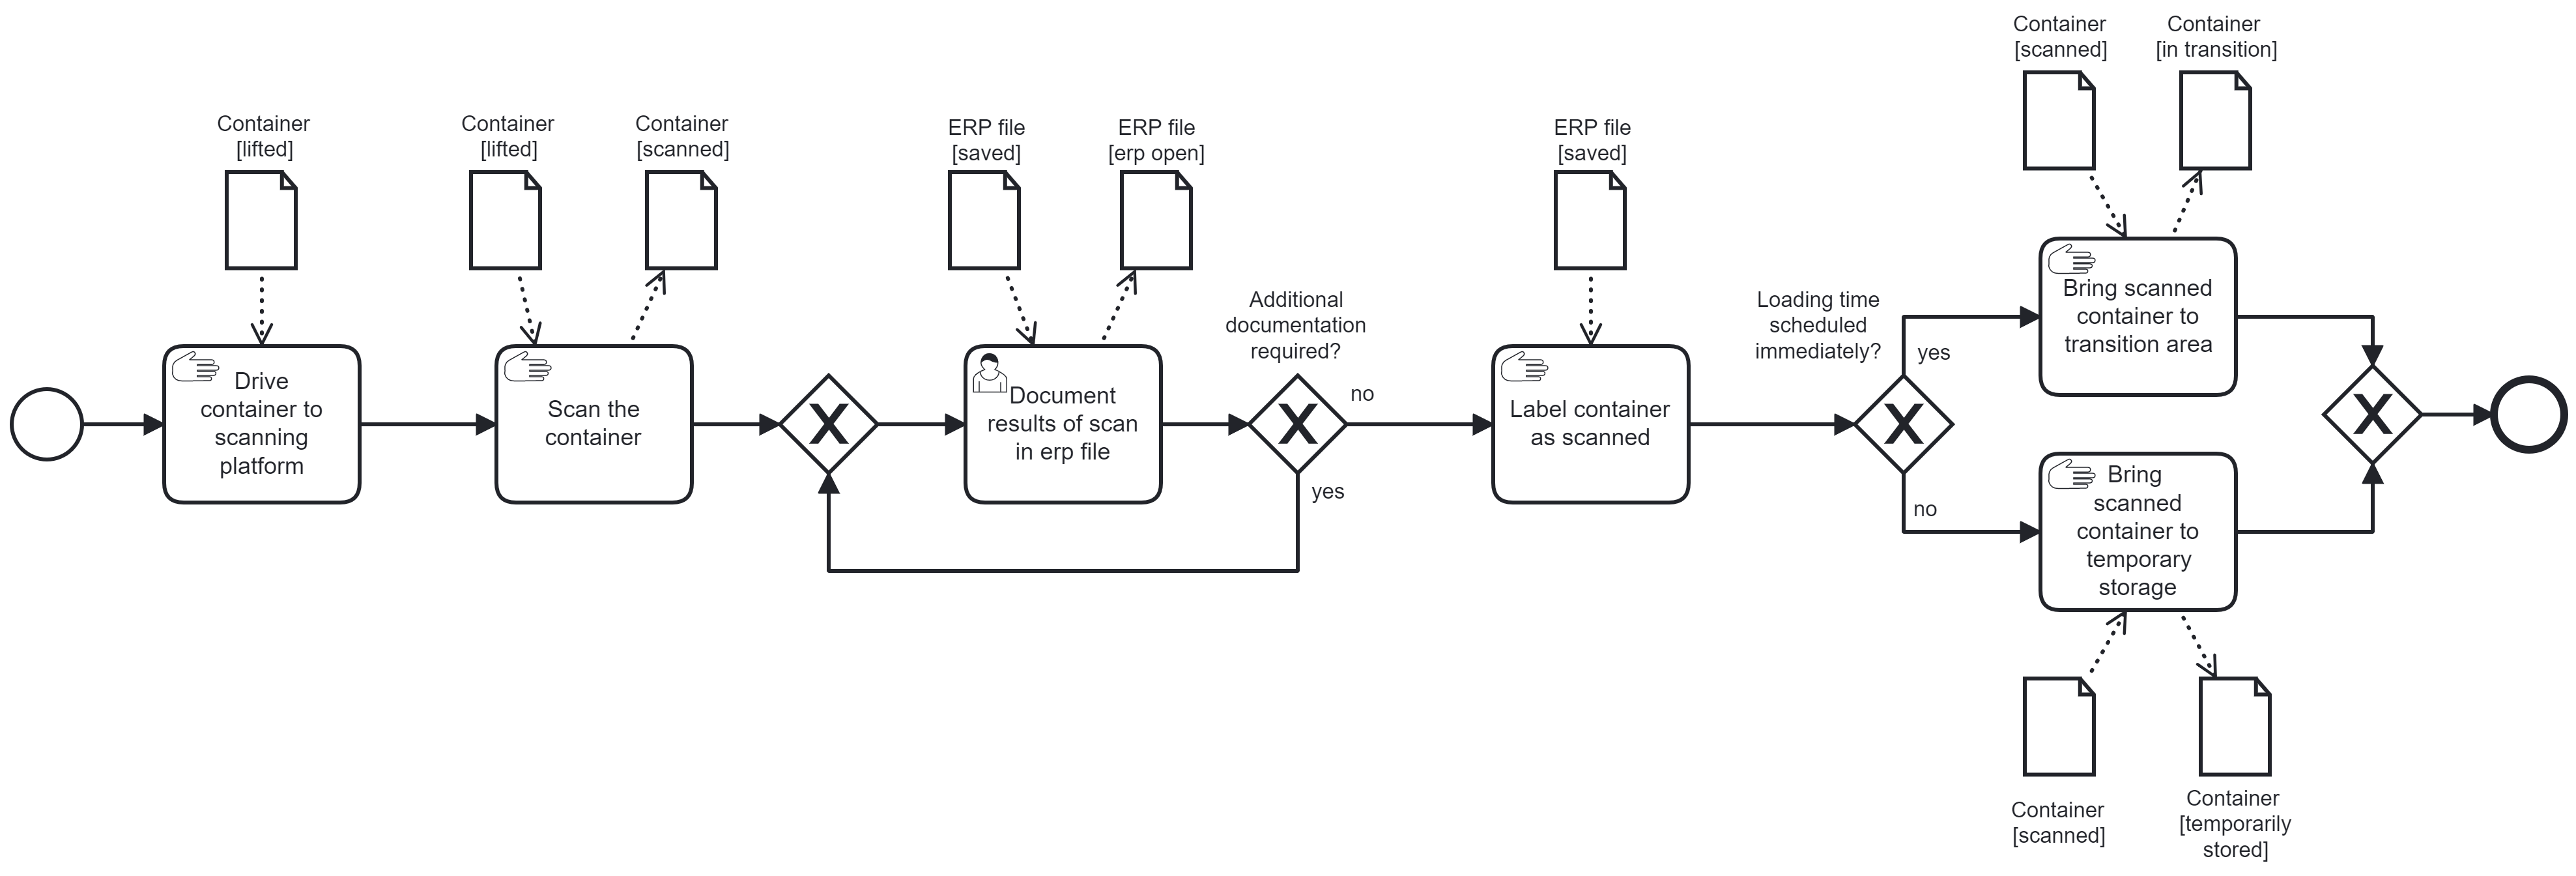 Container
[lifted]
Drive
container to
scanning
platform
Container
[lifted]
Container
[scanned]
Scan the
container
X
ERP file
[saved]
ERP file
[erp open]
Document
results of scan
in erp file
Additional
documentation
required?
X
no
yes
ERP file
[saved]
Label container
as scanned
Loading time
scheduled
immediately?
X
yes
no
Container
[scanned]
Container
[in transition]
Bring scanned
container to
transition area
Bring
scanned
container to
temporary
storage
Container
[scanned]
Container
[temporarily
stored]
X